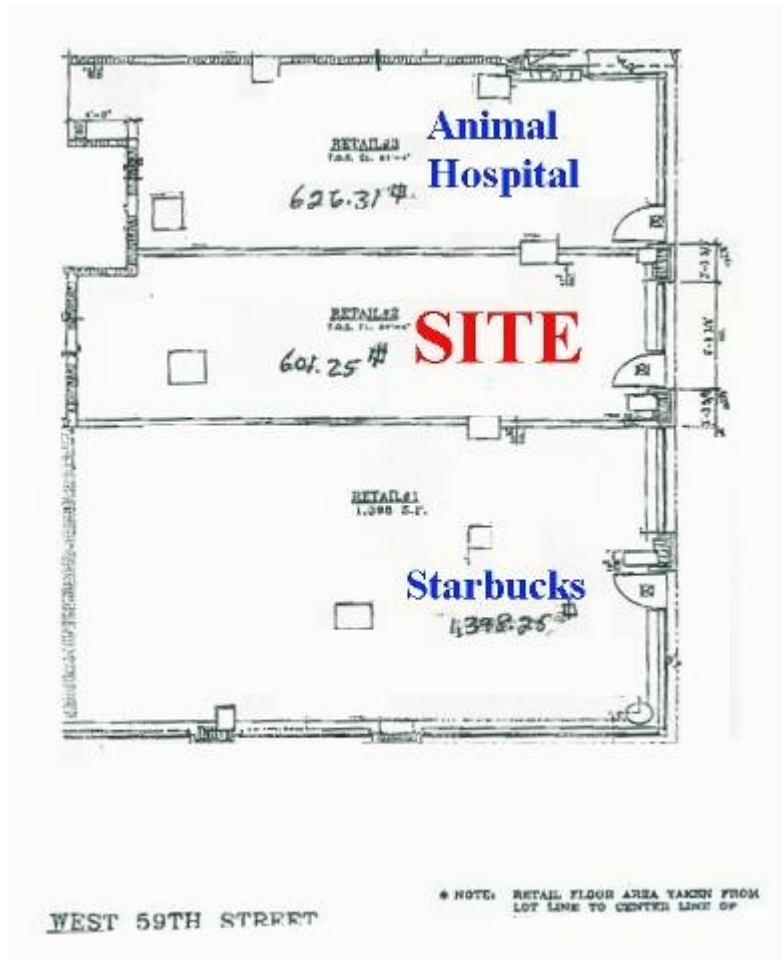 Animal
Hospital
RETAIL#3
626.31 #.
RETAIL#2
SITE
601.25 #
RETAIL#1
1,398 S.F.
Starbucks
1,398.25 #
WEST 59TH STREET
* NOTE: RETAIL FLOOR AREA TAKEN FROM
LOT LINE TO CENTER LINE OF